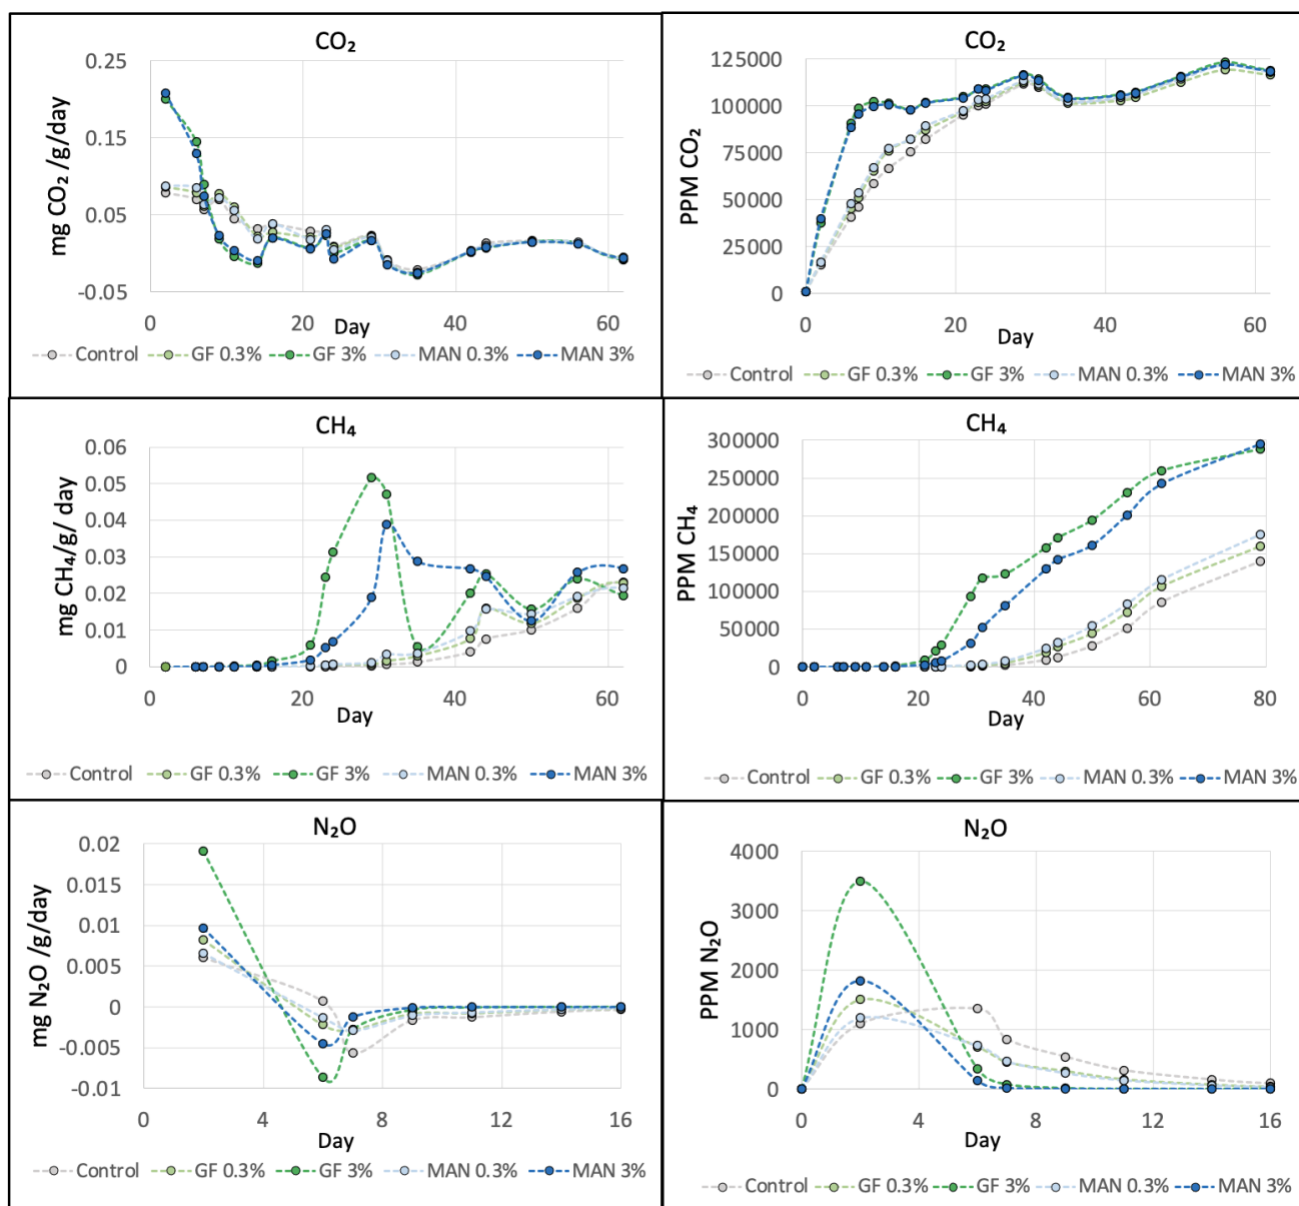 CO₂
mg CO₂ /g/day
0.25
0.15
0.05
-0.05
0 20 40 60
Day
Control GF 0.3% GF 3% MAN 0.3% MAN 3%
CO₂
PPM CO₂
125000
100000
75000
50000
25000
0
0 20 40 60
Day
Control GF 0.3% GF 3% MAN 0.3% MAN 3%
CH₄
mg CH₄/g/ day
0.06
0.05
0.04
0.03
0.02
0.01
0
0 20 40 60
Day
Control GF 0.3% GF 3% MAN 0.3% MAN 3%
CH₄
PPM CH₄
300000
250000
200000
150000
100000
50000
0
0 20 40 60 80
Day
Control GF 0.3% GF 3% MAN 0.3% MAN 3%
N₂O
mg N₂O /g/day
0.02
0.015
0.01
0.005
0
-0.005
-0.01
0 4 8 12 16
Day
Control GF 0.3% GF 3% MAN 0.3% MAN 3%
N₂O
PPM N₂O
4000
3000
2000
1000
0
0 4 8 12 16
Day
Control GF 0.3% GF 3% MAN 0.3% MAN 3%